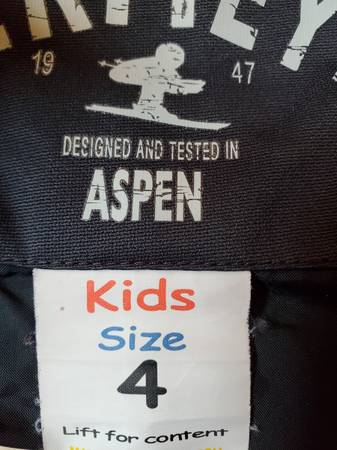 19 47
DESIGNED AND TESTED IN
ASPEN
Kids
Size
4
Lift for content